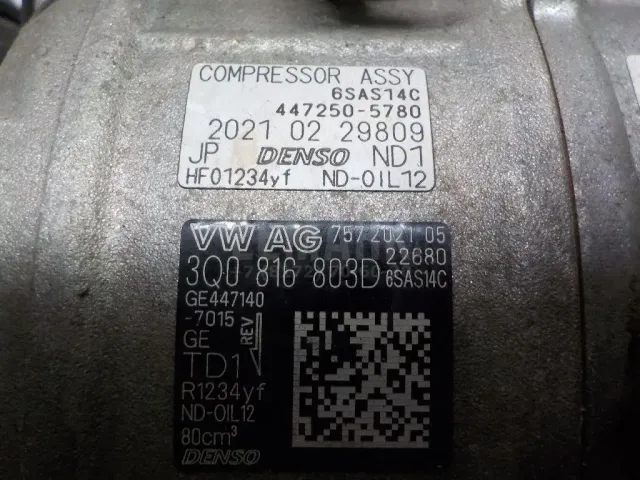 COMPRESSOR ASSY
6SAS14C
447250-5780
2021 02 29809
JP DENSO ND1
HFO1234yf ND-OIL12
VW AG 757 2021 05
22680
3Q0 816 803D 6SAS14C
GE447140
-7015
GE REV
TD1
R1234yf
ND-OIL12
80cm³
DENSO